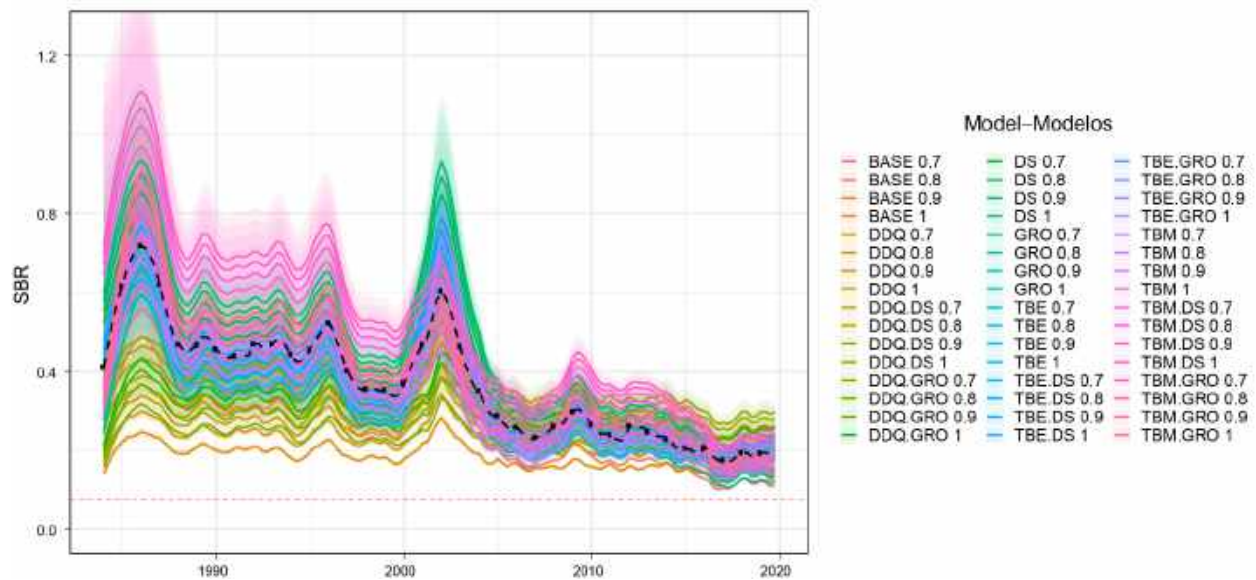 SBR
1.2
0.8
0.4
0.0
1990 2000 2010 2020
Model-Modelos
BASE 0.7 DS 0.7 TBE.GRO 0.7
BASE 0.8 DS 0.8 TBE.GRO 0.8
BASE 0.9 DS 0.9 TBE.GRO 0.9
BASE 1 DS 1 TBE.GRO 1
DDQ 0.7 GRO 0.7 TBM 0.7
DDQ 0.8 GRO 0.8 TBM 0.8
DDQ 0.9 GRO 0.9 TBM 0.9
DDQ 1 GRO 1 TBM 1
DDQ.DS 0.7 TBE 0.7 TBM.DS 0.7
DDQ.DS 0.8 TBE 0.8 TBM.DS 0.8
DDQ.DS 0.9 TBE 0.9 TBM.DS 0.9
DDQ.DS 1 TBE 1 TBM.DS 1
DDQ.GRO 0.7 TBE.DS 0.7 TBM.GRO 0.7
DDQ.GRO 0.8 TBE.DS 0.8 TBM.GRO 0.8
DDQ.GRO 0.9 TBE.DS 0.9 TBM.GRO 0.9
DDQ.GRO 1 TBE.DS 1 TBM.GRO 1